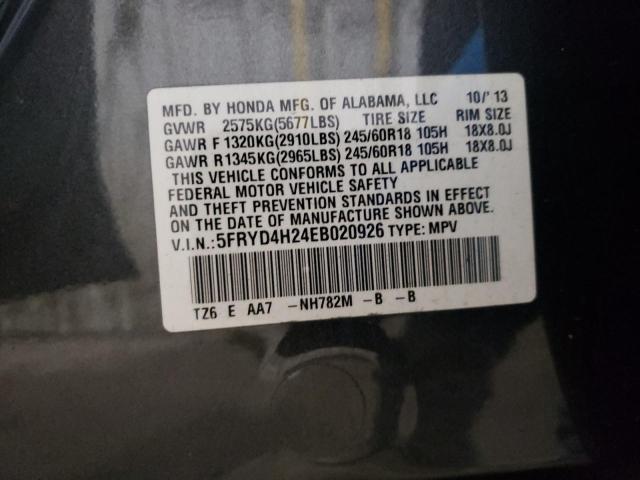 MFD. BY HONDA MFG. OF ALABAMA, LLC 10/'13
GVWR 2575KG(5677LBS) TIRE SIZE RIM SIZE
GAWR F 1320KG(2910LBS) 245/60R18 105H 18X8.0J
GAWR R1345KG(2965LBS) 245/60R18 105H 18X8.0J
THIS VEHICLE CONFORMS TO ALL APPLICABLE
FEDERAL MOTOR VEHICLE SAFETY
AND THEFT PREVENTION STANDARDS IN EFFECT
ON THE DATE OF MANUFACTURE SHOWN ABOVE.
V.I.N.:5FRYD4H24EB020926 TYPE: MPV
TZ6 E AA7 -NH782M -B -B